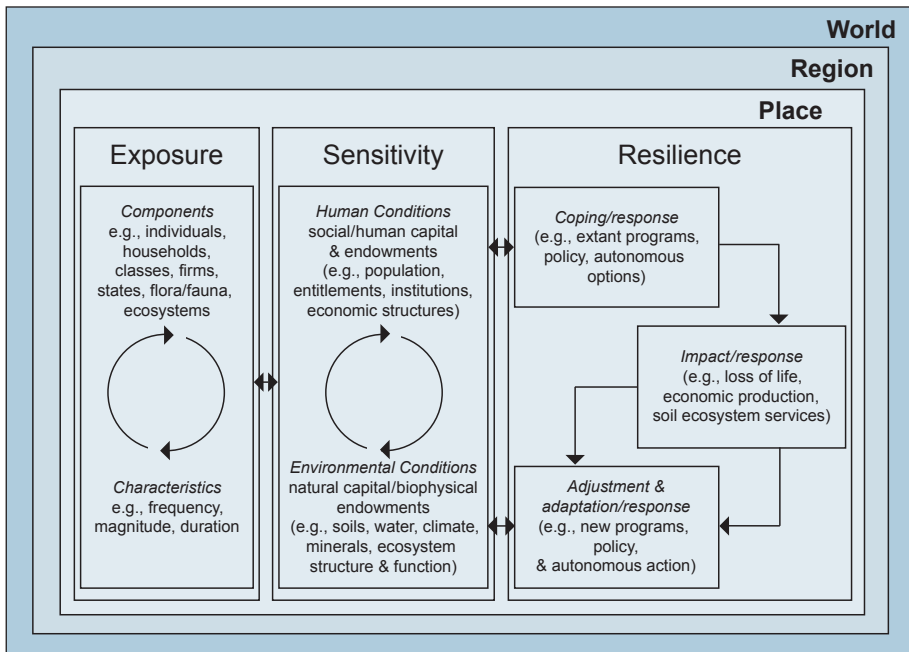 World
Region
Place
Exposure
Components
e.g., individuals,
households,
classes, firms,
states, flora/fauna,
ecosystems
Characteristics
e.g., frequency,
magnitude, duration
Sensitivity
Human Conditions
social/human capital
& endowments
(e.g., population,
entitlements, institutions,
economic structures)
Environmental Conditions
natural capital/biophysical
endowments
(e.g., soils, water, climate,
minerals, ecosystem
structure & function)
Resilience
Coping/response
(e.g., extant programs,
policy, autonomous
options)
Impact/response
(e.g., loss of life,
economic production,
soil ecosystem services)
Adjustment &
adaptation/response
(e.g., new programs,
policy,
& autonomous action)